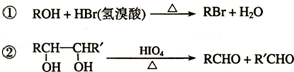 ① ROH + HBr(氢溴酸) —△→ RBr + H₂O
② RCH—CHR′ —HIO₄/△→ RCHO + R′CHO
OH OH